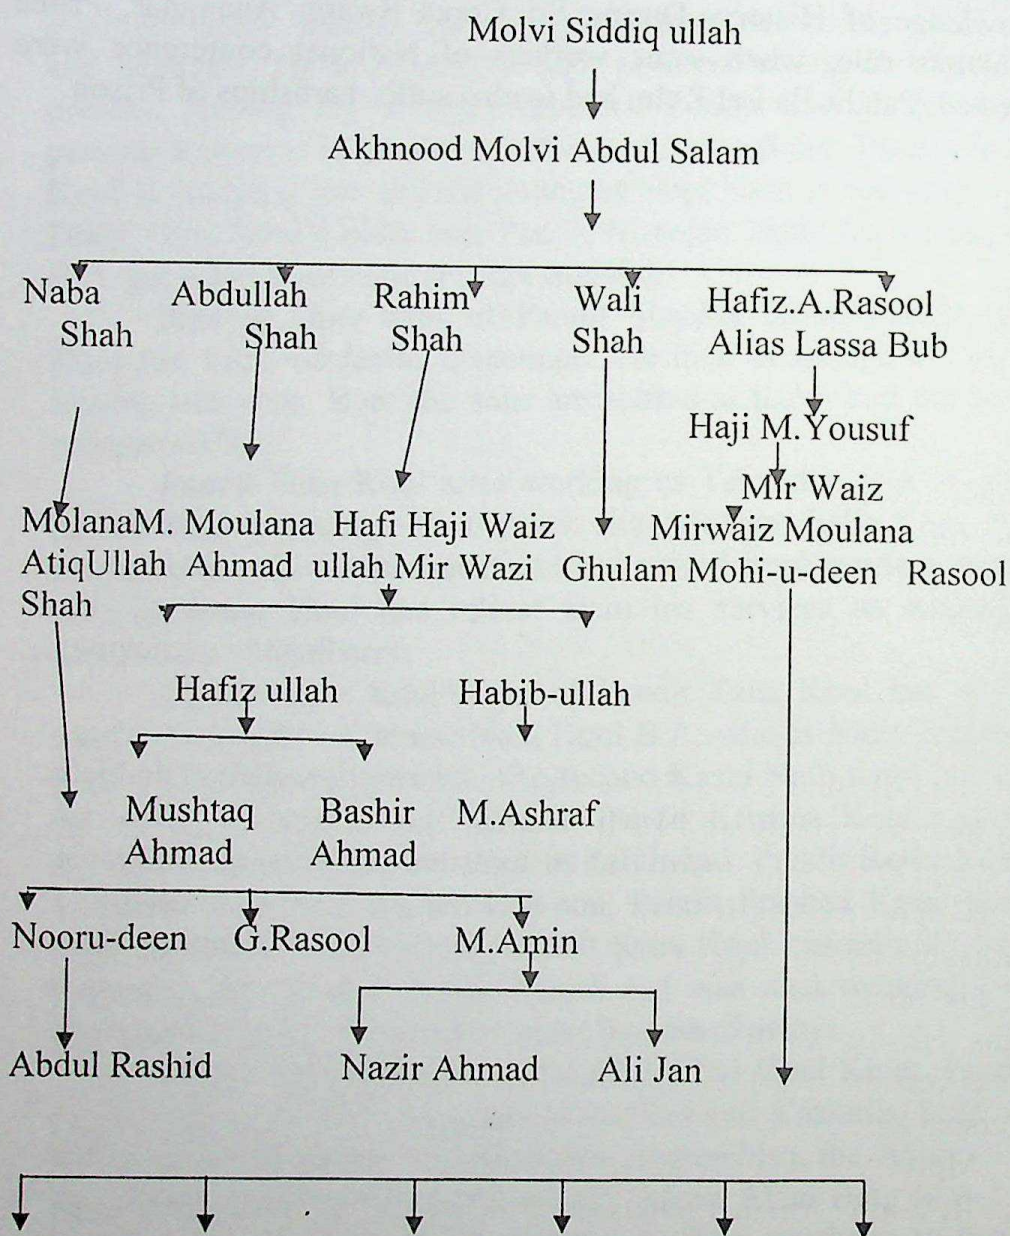 Molvi Siddiq ullah
Akhnood Molvi Abdul Salam
Naba Abdullah Rahim Wali Hafiz.A.Rasool
Shah Shah Shah Shah Alias Lassa Bub
Haji M.Yousuf
Mir Waiz
MolanaM. Moulana Hafi Haji Waiz Mirwaiz Moulana
AtiqUllah Ahmad ullah Mir Wazi Ghulam Mohi-u-deen Rasool
Shah
Hafiz ullah Habib-ullah
Mushtaq Bashir M.Ashraf
Ahmad Ahmad
Nooru-deen G.Rasool M.Amin
Abdul Rashid Nazir Ahmad Ali Jan